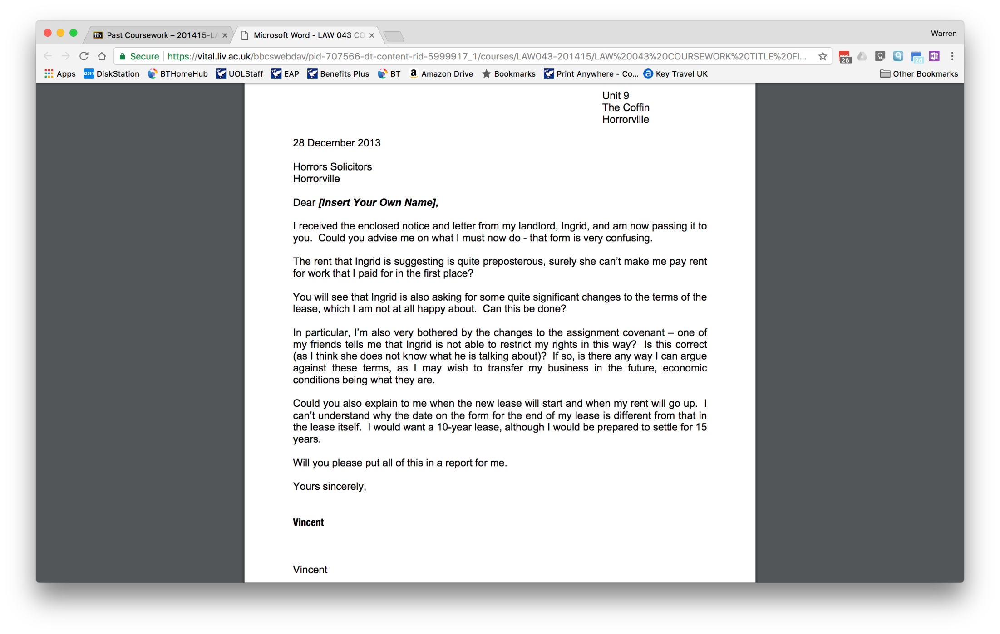 Past Coursework – 201415-LA
Microsoft Word - LAW 043 CO
Warren
Secure https://vital.liv.ac.uk/bbcswebdav/pid-707566-dt-content-rid-5999917_1/courses/LAW043-201415/LAW%20043%20COURSEWORK%20TITLE%20FI...
26
2d
Apps DSM DiskStation BTHomeHub UOLStaff EAP Benefits Plus BT Amazon Drive Bookmarks Print Anywhere - Co... Key Travel UK Other Bookmarks
Unit 9
The Coffin
Horrorville
28 December 2013
Horrors Solicitors
Horrorville
Dear [Insert Your Own Name],
I received the enclosed notice and letter from my landlord, Ingrid, and am now passing it to
you. Could you advise me on what I must now do - that form is very confusing.
The rent that Ingrid is suggesting is quite preposterous, surely she can’t make me pay rent
for work that I paid for in the first place?
You will see that Ingrid is also asking for some quite significant changes to the terms of the
lease, which I am not at all happy about. Can this be done?
In particular, I’m also very bothered by the changes to the assignment covenant – one of
my friends tells me that Ingrid is not able to restrict my rights in this way? Is this correct
(as I think she does not know what he is talking about)? If so, is there any way I can argue
against these terms, as I may wish to transfer my business in the future, economic
conditions being what they are.
Could you also explain to me when the new lease will start and when my rent will go up. I
can’t understand why the date on the form for the end of my lease is different from that in
the lease itself. I would want a 10-year lease, although I would be prepared to settle for 15
years.
Will you please put all of this in a report for me.
Yours sincerely,
Vincent
Vincent